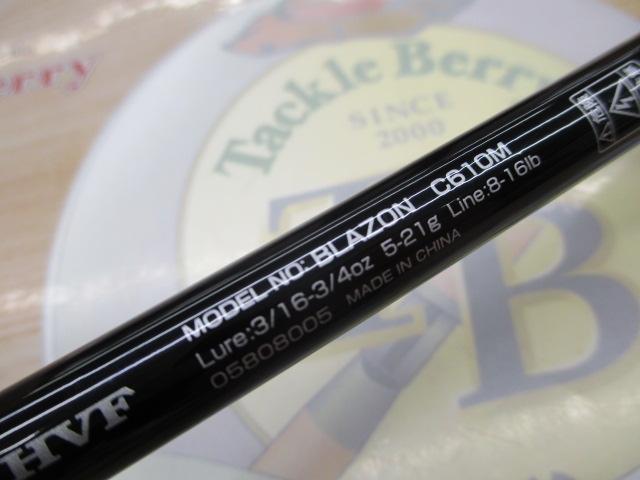 Tackle Berry
SINCE
2000
T B
erry
MODEL NO: BLAZON C610M
Lure:3/16-3/4oz 5-21g Line:8-16lb
05808005 MADE IN CHINA
HVF